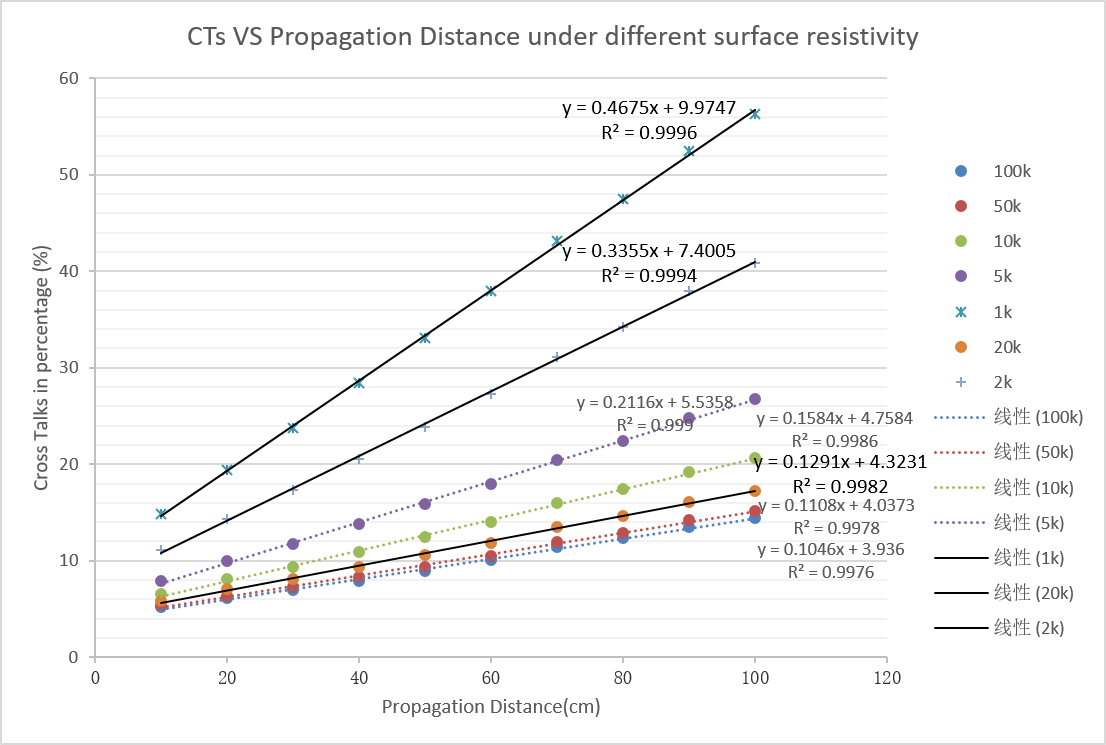 CTs VS Propagation Distance under different surface resistivity
Cross Talks in percentage (%)
60
50
40
30
20
10
0
0
20
40
60
80
100
120
Propagation Distance(cm)
y = 0.4675x + 9.9747
R² = 0.9996
y = 0.3355x + 7.4005
R² = 0.9994
y = 0.2116x + 5.5358
R² = 0.999
y = 0.1584x + 4.7584
R² = 0.9986
y = 0.1291x + 4.3231
R² = 0.9982
y = 0.1108x + 4.0373
R² = 0.9978
y = 0.1046x + 3.936
R² = 0.9976
100k
50k
10k
5k
1k
20k
2k
线性 (100k)
线性 (50k)
线性 (10k)
线性 (5k)
线性 (1k)
线性 (20k)
线性 (2k)